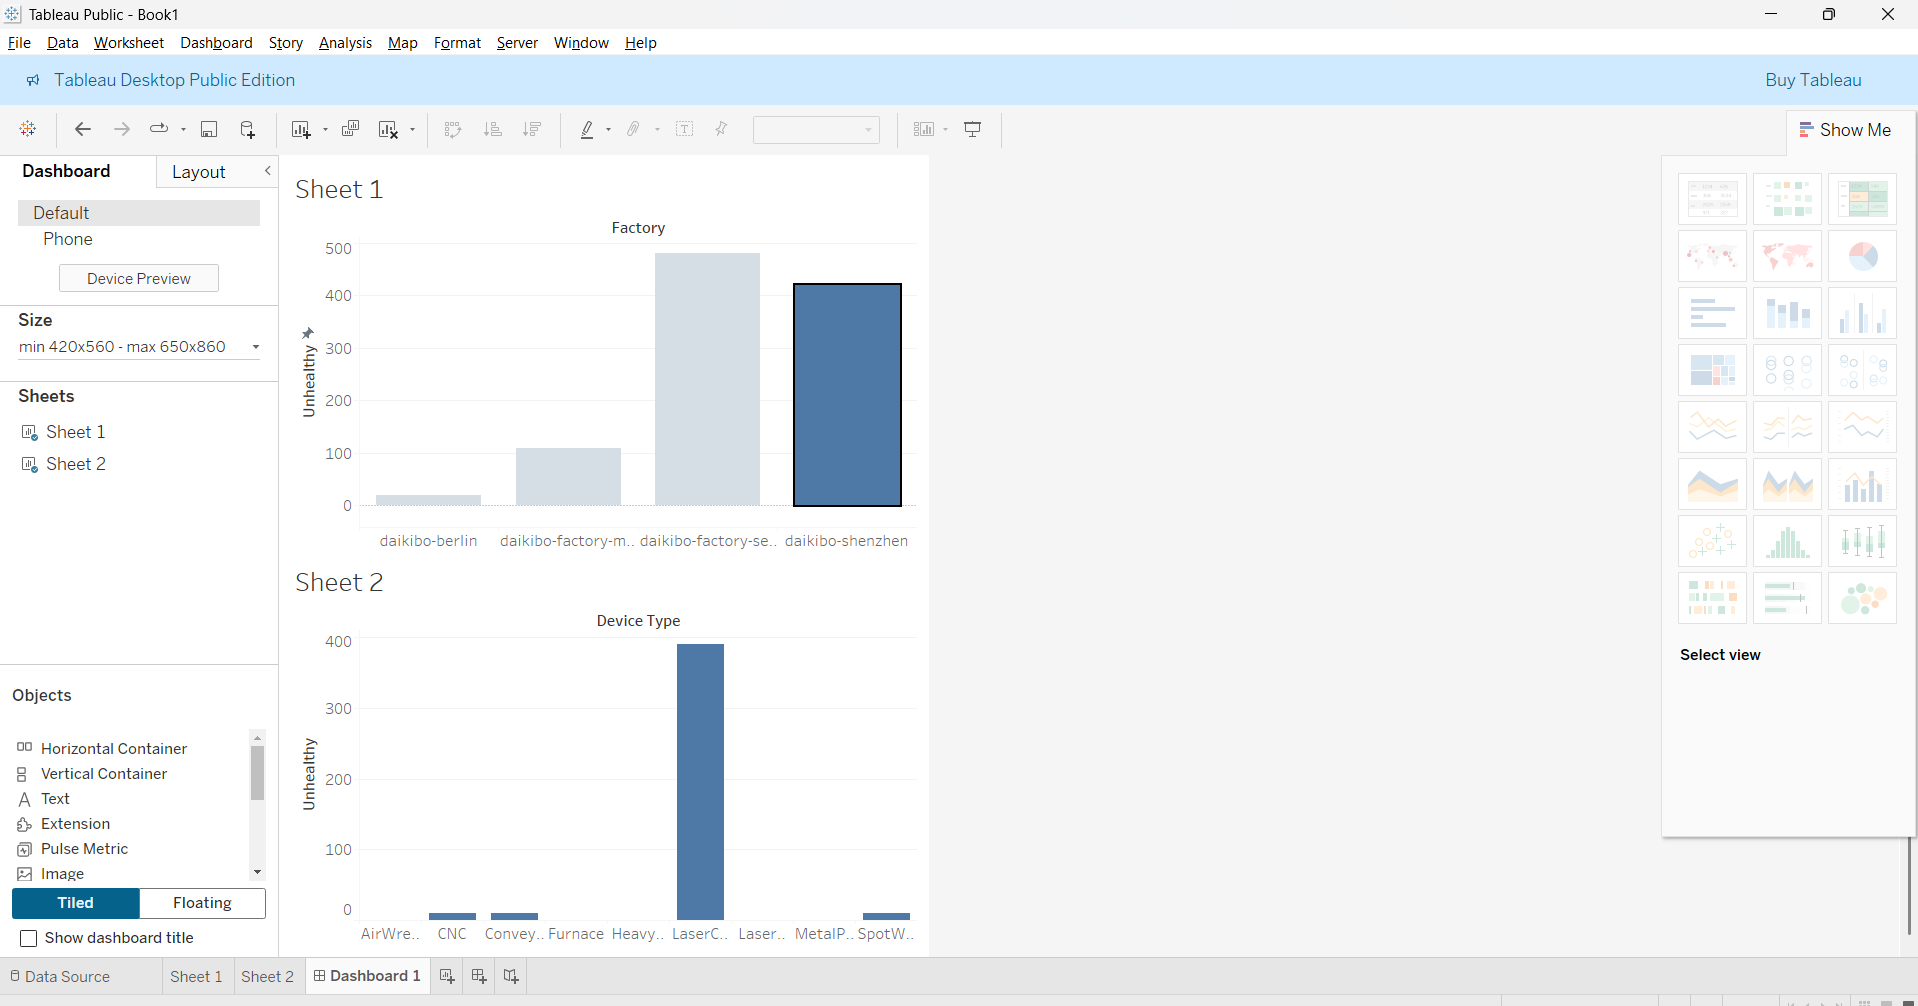 Tableau Public - Book1
File Data Worksheet Dashboard Story Analysis Map Format Server Window Help
Tableau Desktop Public Edition
Buy Tableau
Show Me
Dashboard
Layout
Default
Phone
Device Preview
Size
min 420x560 - max 650x860
Sheets
Sheet 1
Sheet 2
Objects
Horizontal Container
Vertical Container
Text
Extension
Pulse Metric
Image
Tiled
Floating
Show dashboard title
Sheet 1
Factory
500
400
300
200
100
0
Unhealthy
daikibo-berlin
daikibo-factory-m..
daikibo-factory-se..
daikibo-shenzhen
Sheet 2
Device Type
400
300
200
100
0
Unhealthy
AirWre..
CNC
Convey..
Furnace
Heavy..
LaserC..
Laser..
MetalP..
SpotW..
Select view
Data Source
Sheet 1
Sheet 2
Dashboard 1